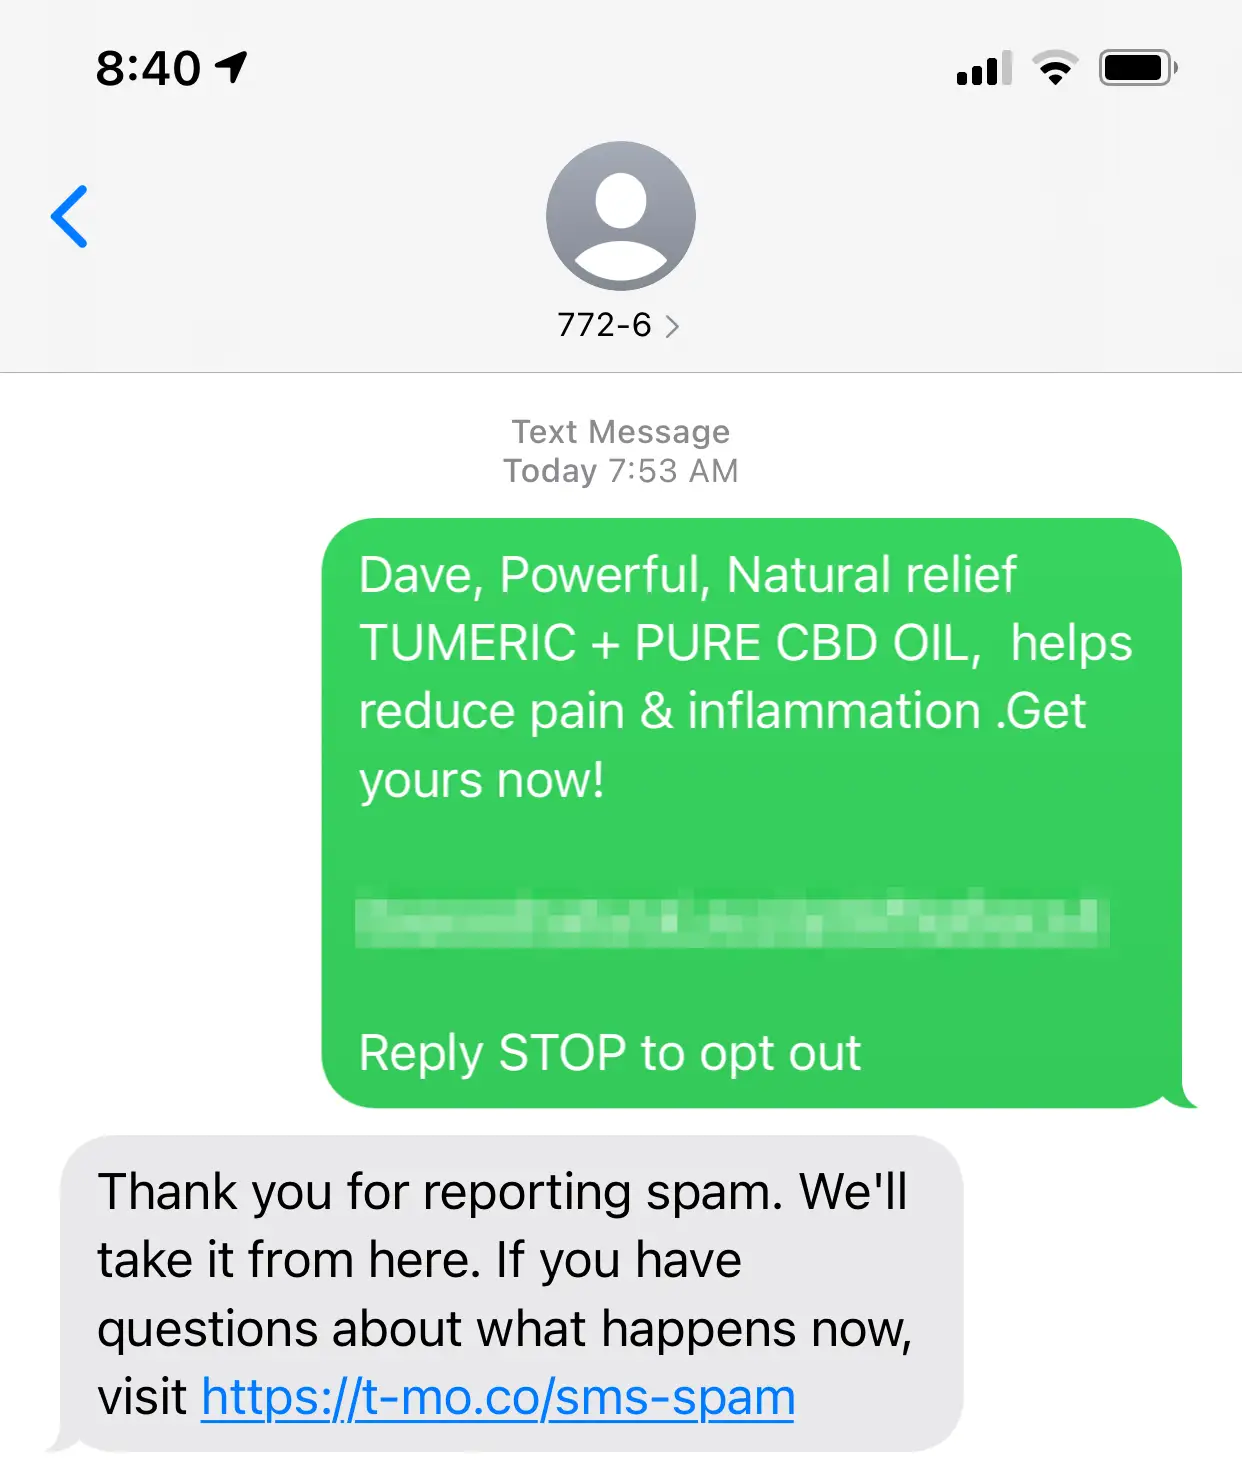 8:40
772-6
Text Message
Today 7:53 AM
Dave, Powerful, Natural relief
TUMERIC + PURE CBD OIL,  helps
reduce pain & inflammation .Get
yours now!
Reply STOP to opt out
Thank you for reporting spam. We'll
take it from here. If you have
questions about what happens now,
visit https://t-mo.co/sms-spam